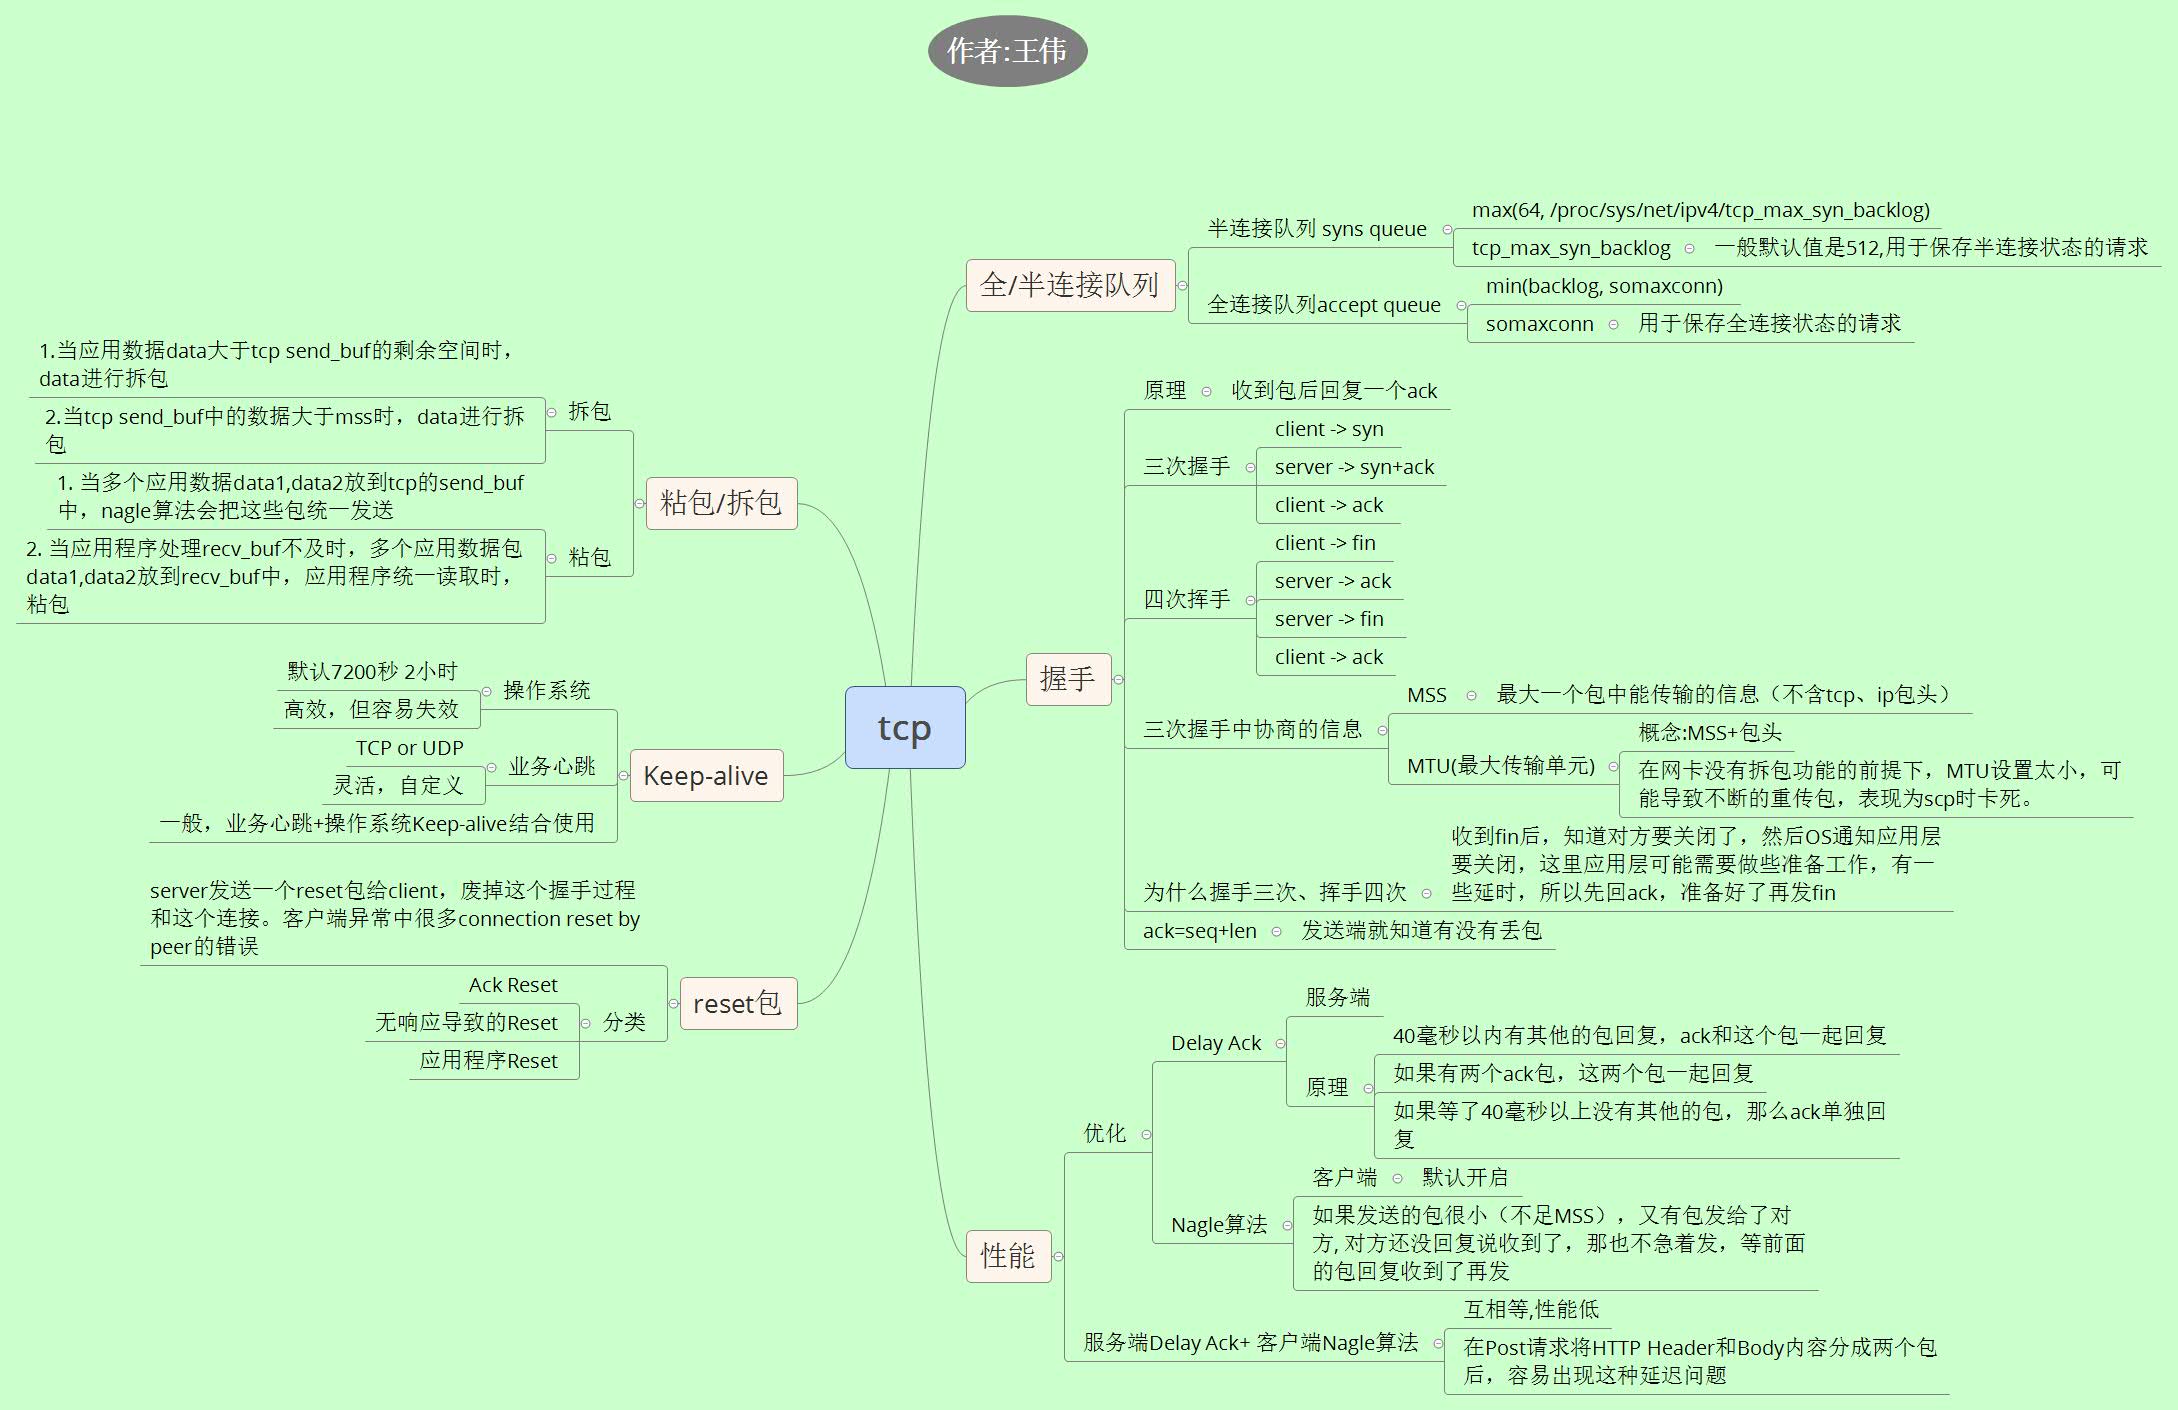 作者:王伟
tcp
全/半连接队列
半连接队列 syns queue
max(64, /proc/sys/net/ipv4/tcp_max_syn_backlog)
tcp_max_syn_backlog
一般默认值是512,用于保存半连接状态的请求
全连接队列accept queue
min(backlog, somaxconn)
somaxconn
用于保存全连接状态的请求
握手
原理
收到包后回复一个ack
三次握手
client -> syn
server -> syn+ack
client -> ack
四次挥手
client -> fin
server -> ack
server -> fin
client -> ack
三次握手中协商的信息
MSS
最大一个包中能传输的信息（不含tcp、ip包头）
MTU(最大传输单元)
概念:MSS+包头
在网卡没有拆包功能的前提下，MTU设置太小，可
能导致不断的重传包，表现为scp时卡死。
为什么握手三次、挥手四次
收到fin后，知道对方要关闭了，然后OS通知应用层
要关闭，这里应用层可能需要做些准备工作，有一
些延时，所以先回ack，准备好了再发fin
ack=seq+len
发送端就知道有没有丢包
性能
优化
Delay Ack
服务端
原理
40毫秒以内有其他的包回复，ack和这个包一起回复
如果有两个ack包，这两个包一起回复
如果等了40毫秒以上没有其他的包，那么ack单独回
复
Nagle算法
客户端
默认开启
如果发送的包很小（不足MSS），又有包发给了对
方, 对方还没回复说收到了，那也不急着发，等前面
的包回复收到了再发
服务端Delay Ack+ 客户端Nagle算法
互相等,性能低
在Post请求将HTTP Header和Body内容分成两个包
后，容易出现这种延迟问题
粘包/拆包
拆包
1.当应用数据data大于tcp send_buf的剩余空间时，
data进行拆包
2.当tcp send_buf中的数据大于mss时，data进行拆
包
粘包
1. 当多个应用数据data1,data2放到tcp的send_buf
中，nagle算法会把这些包统一发送
2. 当应用程序处理recv_buf不及时，多个应用数据包
data1,data2放到recv_buf中，应用程序统一读取时，
粘包
Keep-alive
操作系统
默认7200秒 2小时
高效，但容易失效
业务心跳
TCP or UDP
灵活，自定义
一般，业务心跳+操作系统Keep-alive结合使用
reset包
server发送一个reset包给client，废掉这个握手过程
和这个连接。客户端异常中很多connection reset by
peer的错误
分类
Ack Reset
无响应导致的Reset
应用程序Reset